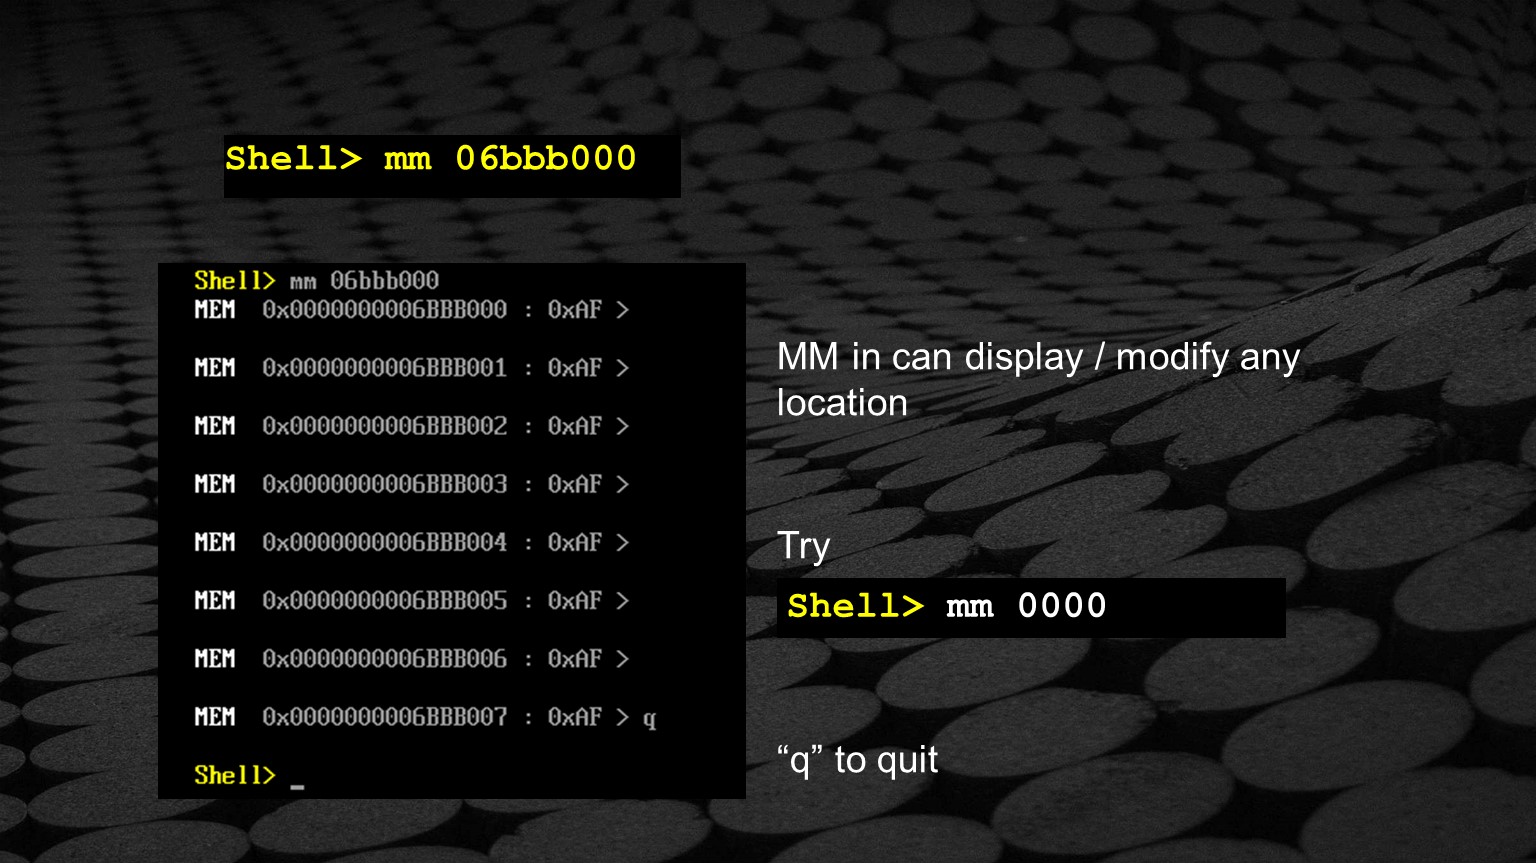 Shell> mm 06bbb000
Shell> mm 06bbb000
MEM  0x0000000006BBB000 : 0xAF >
MEM  0x0000000006BBB001 : 0xAF >
MEM  0x0000000006BBB002 : 0xAF >
MEM  0x0000000006BBB003 : 0xAF >
MEM  0x0000000006BBB004 : 0xAF >
MEM  0x0000000006BBB005 : 0xAF >
MEM  0x0000000006BBB006 : 0xAF >
MEM  0x0000000006BBB007 : 0xAF > q
Shell> _
MM in can display / modify any
location
Try
Shell> mm 0000
“q” to quit